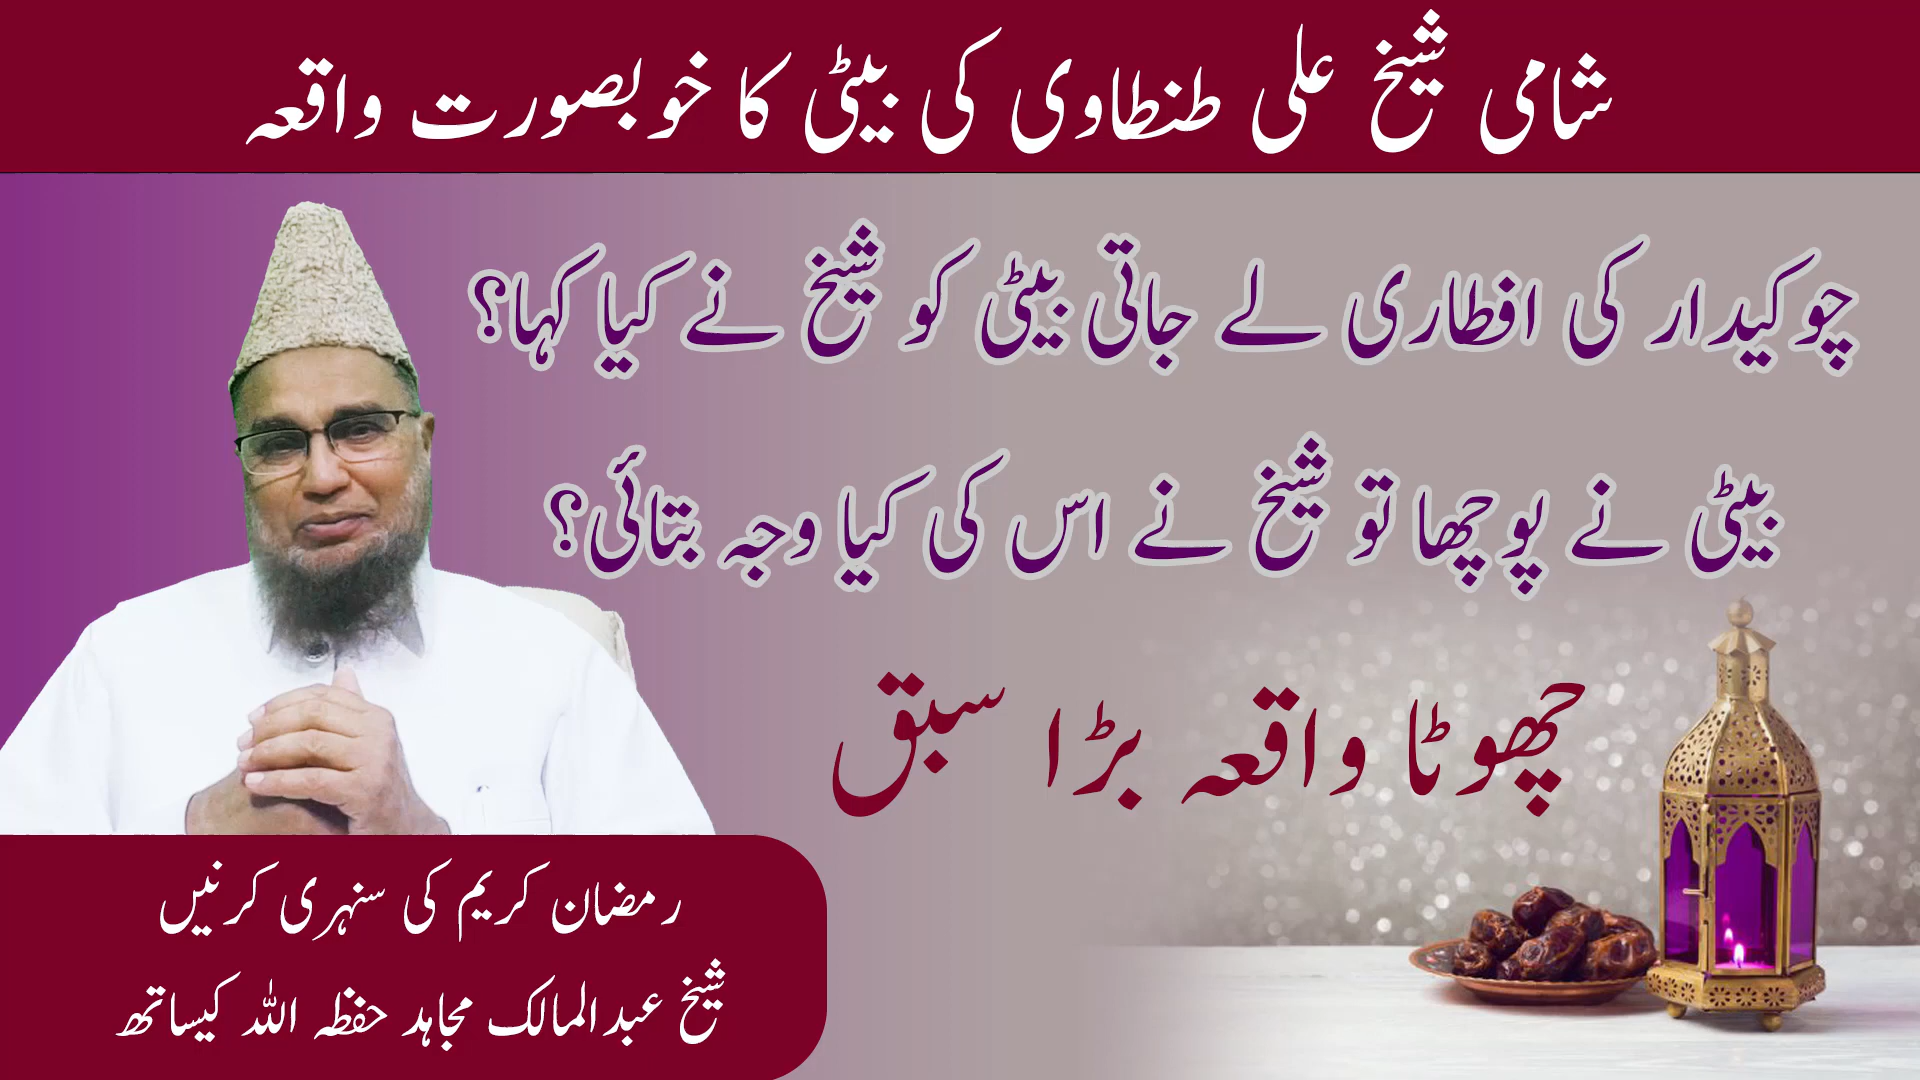 شامی شیخ علی طنطاوی کی بیٹی کا خوبصورت واقعہ
چوکیدار کی افطاری لے جاتی بیٹی کو شیخ نے کیا کہا؟
بیٹی نے پوچھا تو شیخ نے اس کی کیا وجہ بتائی؟
چھوٹا واقعہ بڑا سبق
رمضان کریم کی سنہری کرنیں
شیخ عبدالمالک مجاہد حفظہ اللہ کیساتھ